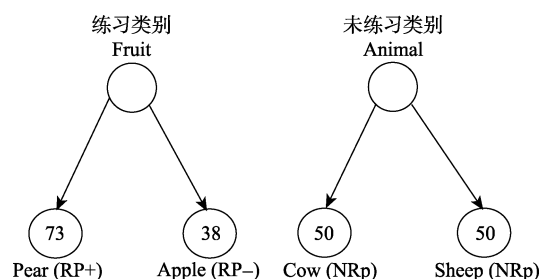 练习类别
Fruit
未练习类别
Animal
73
38
50
50
Pear (RP+)
Apple (RP–)
Cow (NRp)
Sheep (NRp)